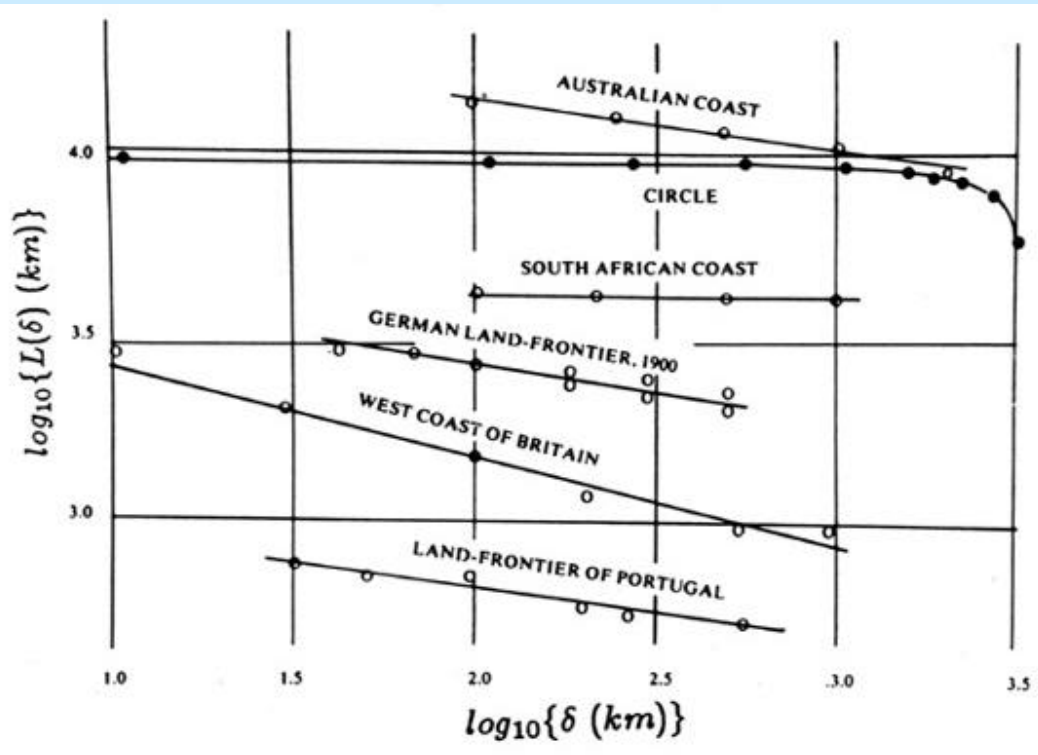 AUSTRALIAN COAST
4.0
CIRCLE
SOUTH AFRICAN COAST
GERMAN LAND-FRONTIER, 1900
3.5
WEST COAST OF BRITAIN
3.0
LAND-FRONTIER OF PORTUGAL
log₁₀{L(δ) (km)}
1.0 1.5 2.0 2.5 3.0 3.5
log₁₀{δ (km)}